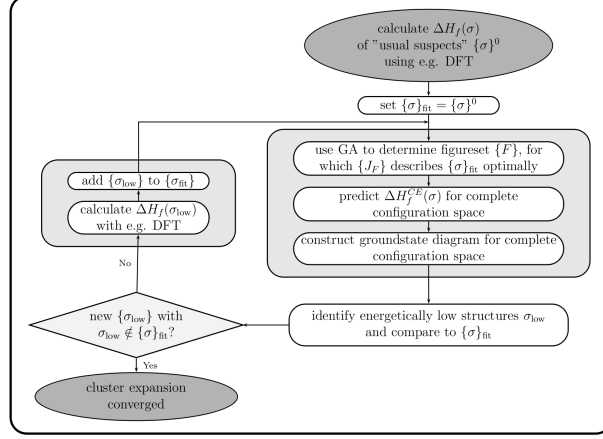 calculate ΔH_f(σ)
of "usual suspects" {σ}^0
using e.g. DFT
set {σ}_fit = {σ}^0
use GA to determine figureset {F}, for
which {J_F} describes {σ}_fit optimally
predict ΔH_f^{CE}(σ) for complete
configuration space
construct groundstate diagram for complete
configuration space
identify energetically low structures σ_low
and compare to {σ}_fit
new {σ_low} with
σ_low ∉ {σ}_fit?
No
calculate ΔH_f(σ_low)
with e.g. DFT
add {σ_low} to {σ_fit}
Yes
cluster expansion
converged